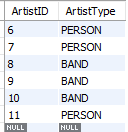 ArtistID ArtistType
6 PERSON
7 PERSON
8 BAND
9 BAND
10 BAND
11 PERSON
NULL NULL